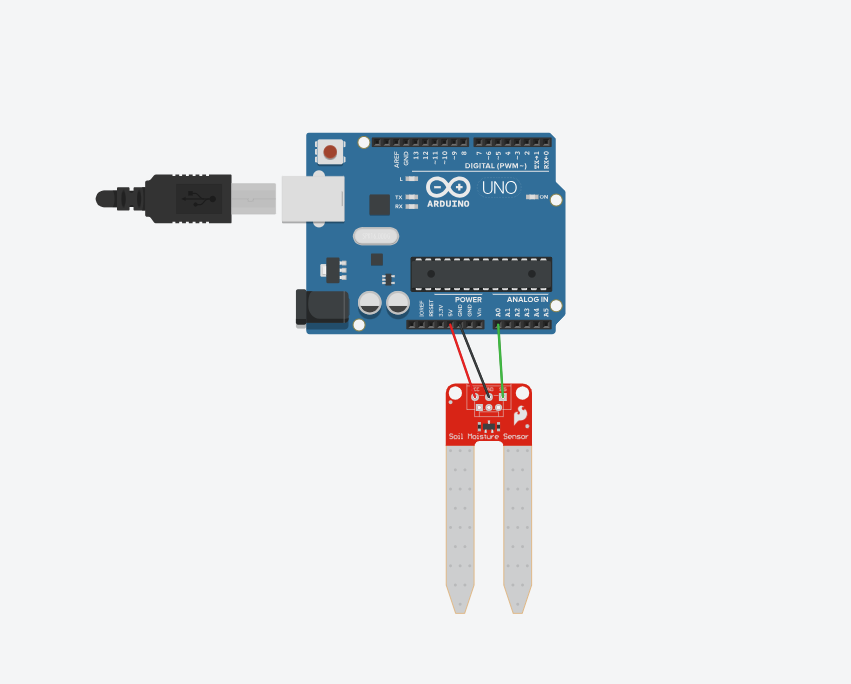 AREF
GND
13
12
~11
~10
~9
8
7
~6
~5
4
~3
2
TX→1
RX←0
DIGITAL (PWM~)
L
TX
RX
UNO
ARDUINO
ON
POWER
ANALOG IN
IOREF
RESET
3.3V
5V
GND
GND
Vin
A0
A1
A2
A3
A4
A5
Soil Moisture Sensor